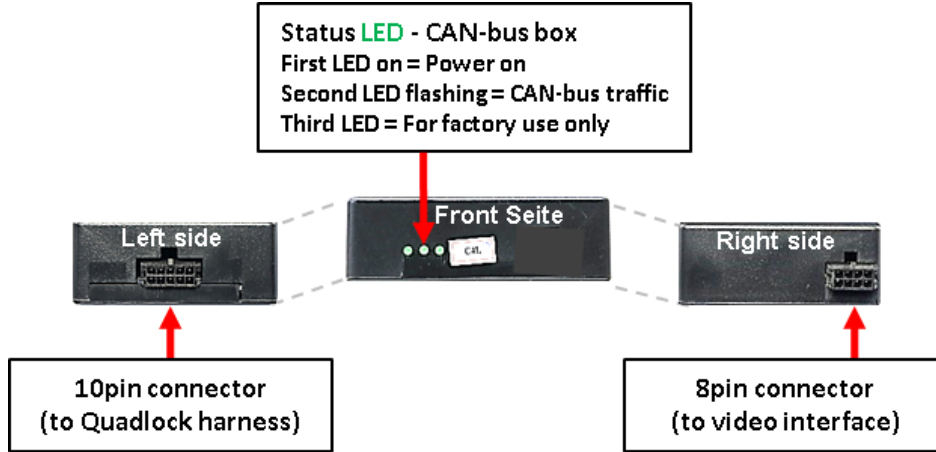 Status LED - CAN-bus box
First LED on = Power on
Second LED flashing = CAN-bus traffic
Third LED = For factory use only
Front Seite
Left side
Right side
10pin connector
(to Quadlock harness)
8pin connector
(to video interface)